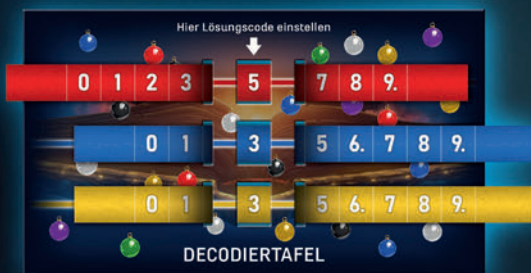 Hier Lösungscode einstellen
0 1 2 3 5 7 8 9.
0 1 3 5 6. 7 8 9.
0 1 3 5 6. 7 8 9.
DECODIERTAFEL